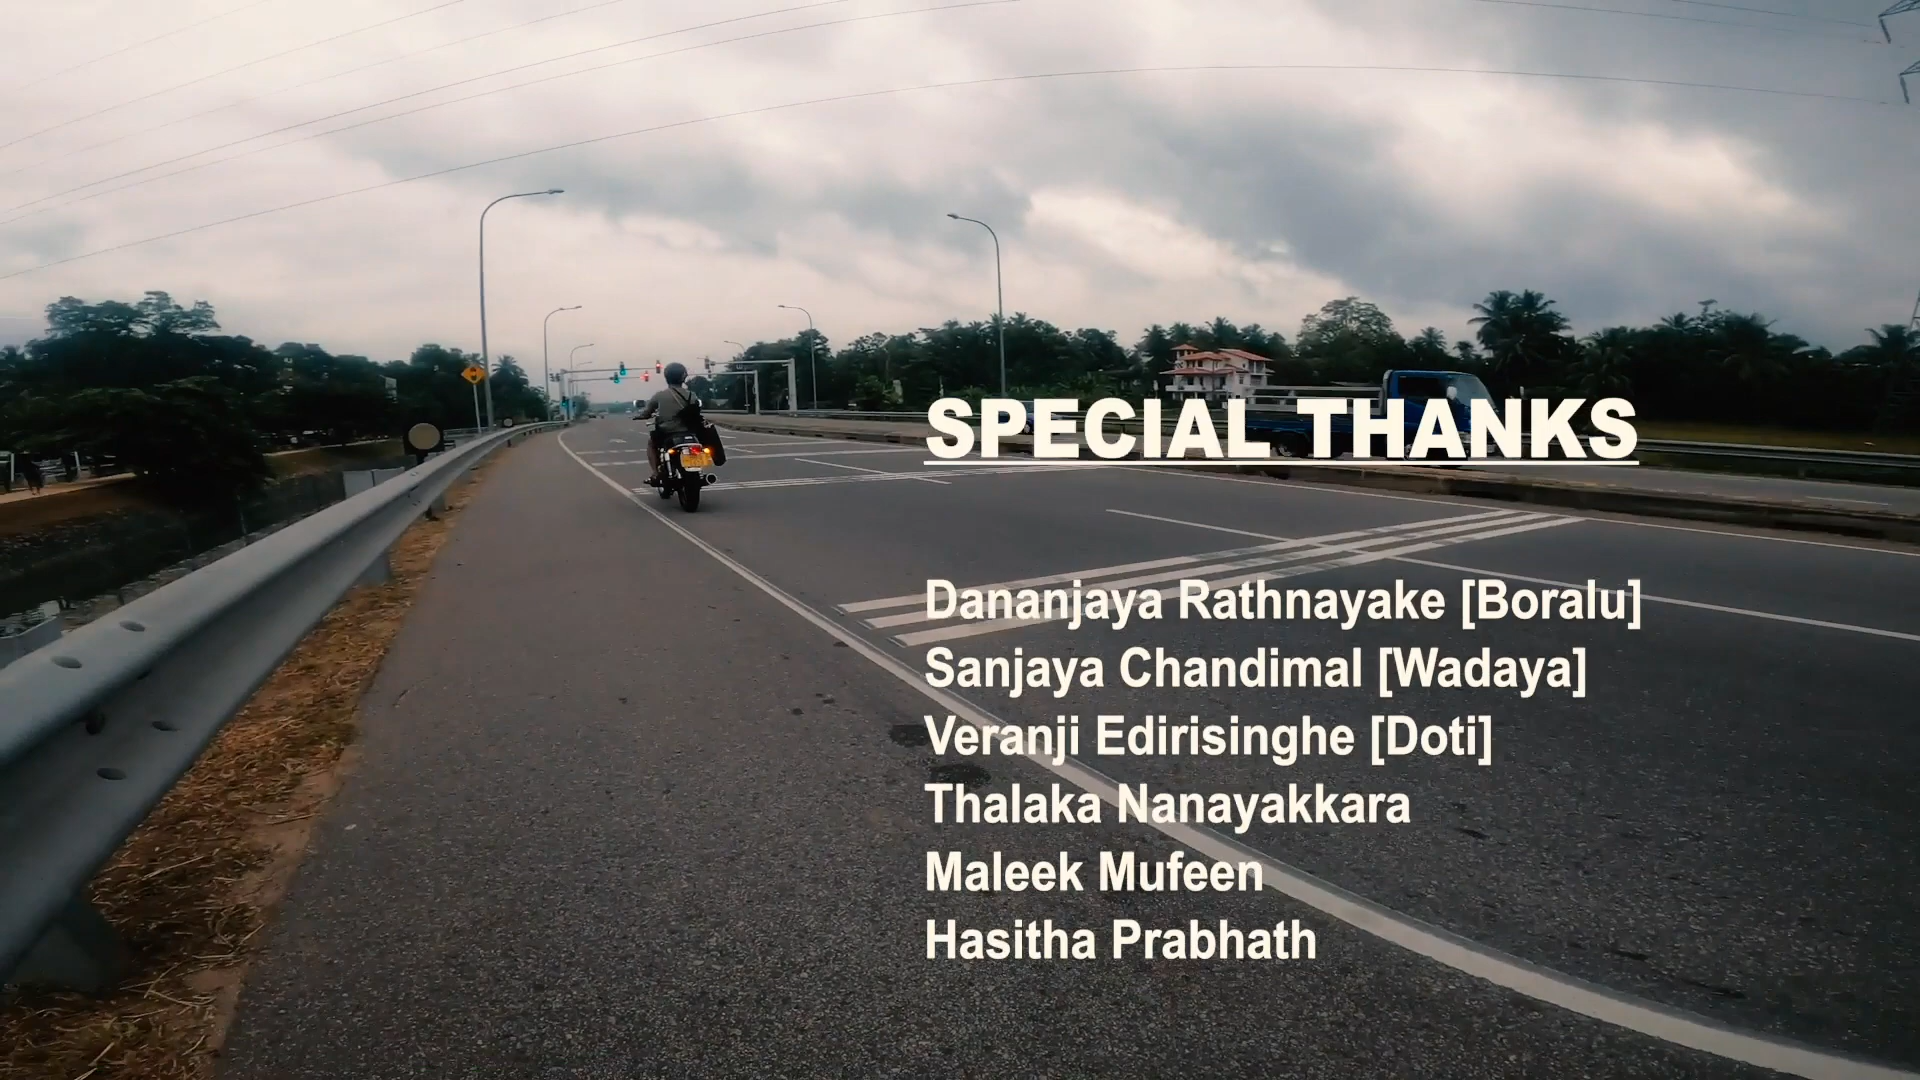 SPECIAL THANKS
Dananjaya Rathnayake [Boralu]
Sanjaya Chandimal [Wadaya]
Veranji Edirisinghe [Doti]
Thalaka Nanayakkara
Maleek Mufeen
Hasitha Prabhath